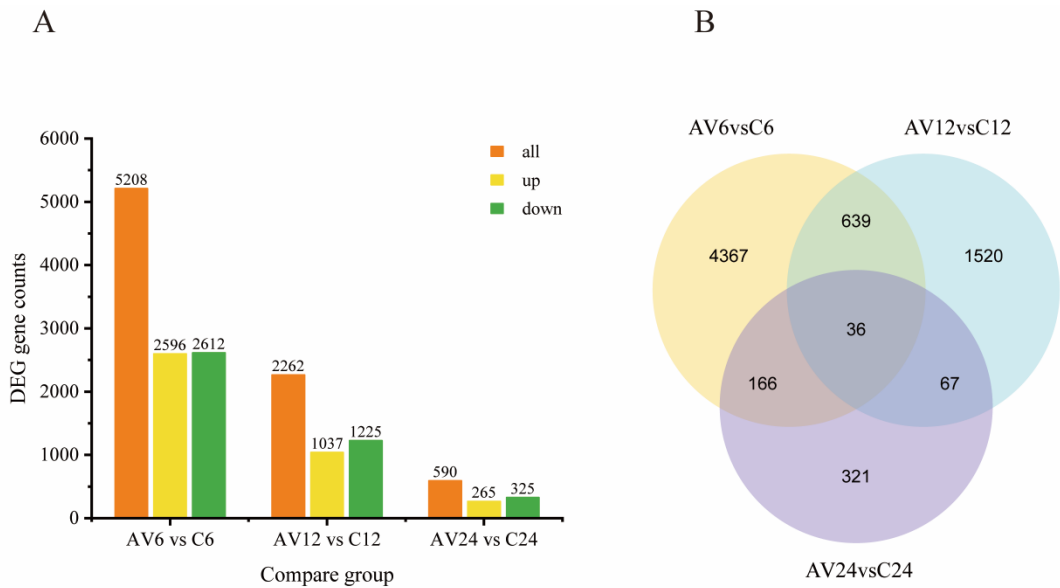 A
B
6000
5000
4000
3000
2000
1000
0
DEG gene counts
5208
2596
2612
2262
1037
1225
590
265
325
all
up
down
AV6 vs C6
AV12 vs C12
AV24 vs C24
Compare group
AV6vsC6
AV12vsC12
639
4367
1520
36
166
67
321
AV24vsC24